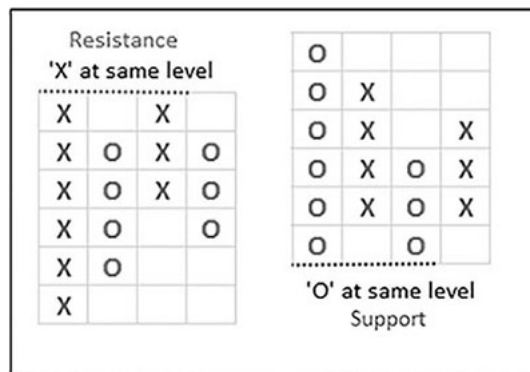 Resistance
'X' at same level
X X
X O X O
X O X O
X O O
X O
X
O
O X
O X X
O X O X
O X O X
O O
'O' at same level
Support